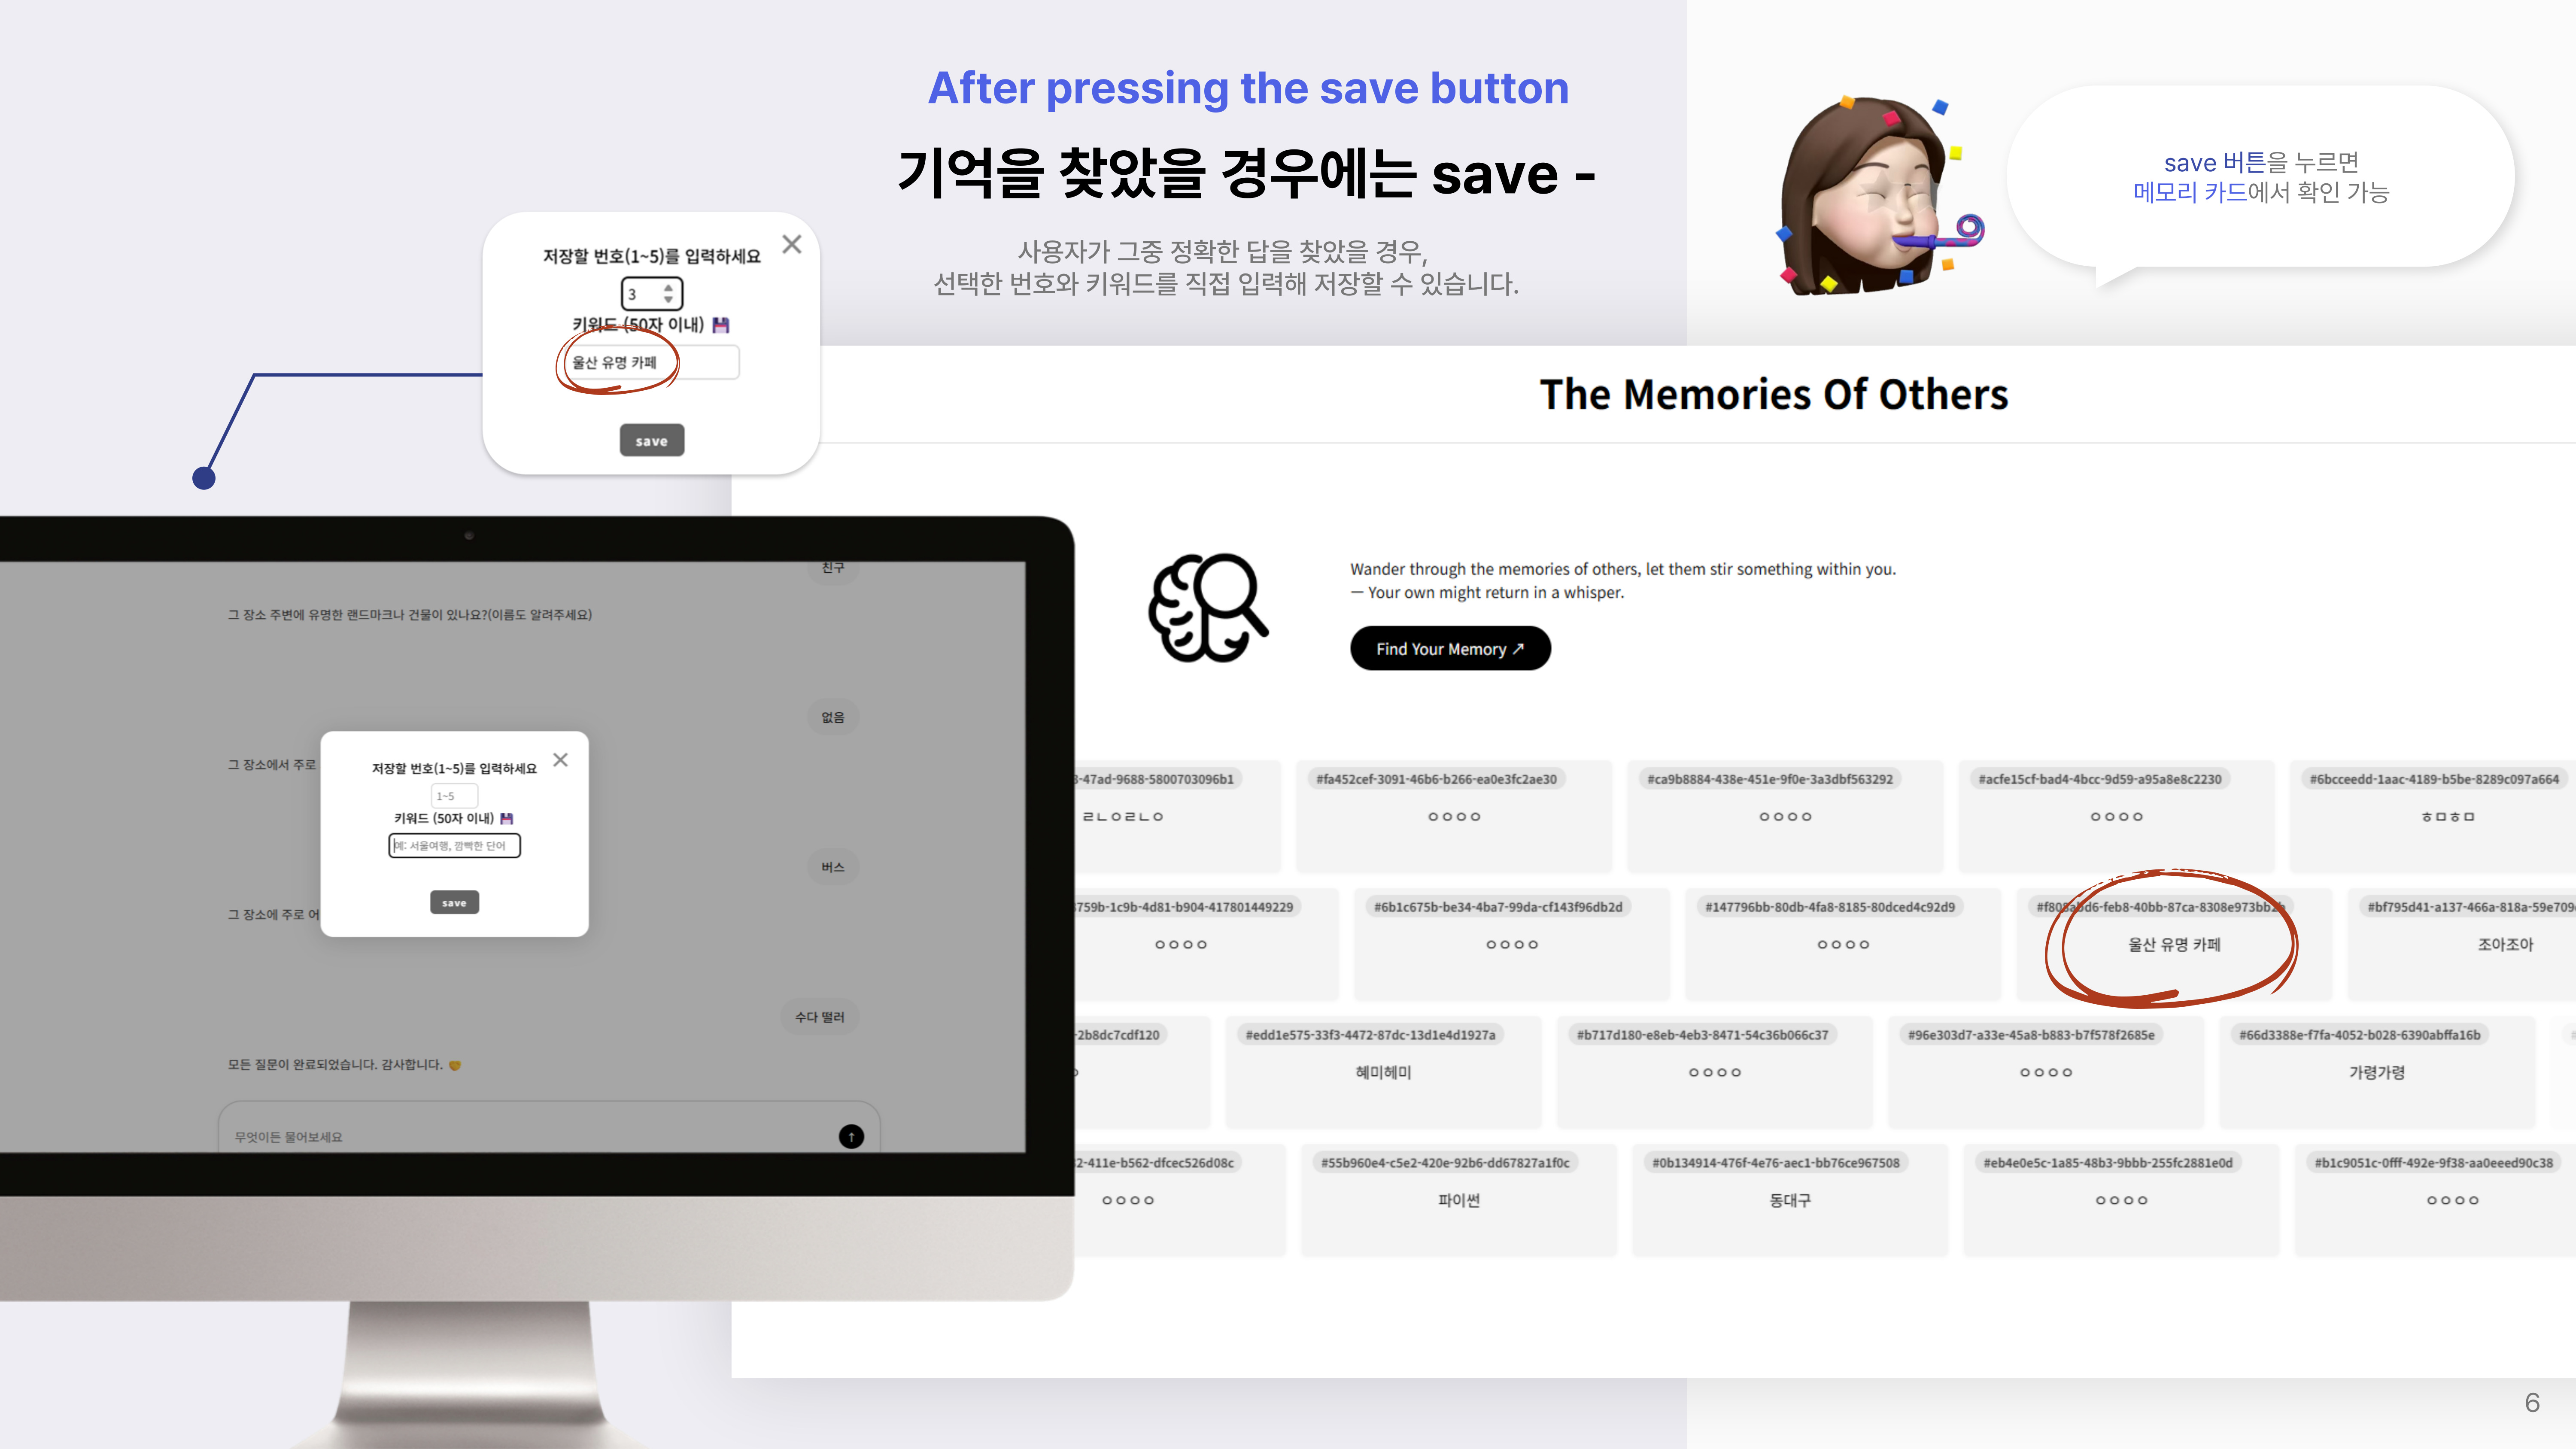 After pressing the save button
기억을 찾았을 경우에는 save -
사용자가 그중 정확한 답을 찾았을 경우,
선택한 번호와 키워드를 직접 입력해 저장할 수 있습니다.
save 버튼을 누르면
메모리 카드에서 확인 가능
저장할 번호(1~5)를 입력하세요
3
키워드 (50자 이내)
울산 유명 카페
save
The Memories Of Others
Wander through the memories of others, let them stir something within you.
— Your own might return in a whisper.
Find Your Memory ↗
친구
그 장소 주변에 유명한 랜드마크나 건물이 있나요?(이름도 알려주세요)
없음
그 장소에서 주로
버스
그 장소에 주로 어
수다 떨러
모든 질문이 완료되었습니다. 감사합니다.
무엇이든 물어보세요
저장할 번호(1~5)를 입력하세요
1~5
키워드 (50자 이내)
예: 서울여행, 깜빡한 단어
save
-47ad-9688-5800703096b1
ㄹㄴㅇㄹㄴㅇ
#fa452cef-3091-46b6-b266-ea0e3fc2ae30
ㅇㅇㅇㅇ
#ca9b8884-438e-451e-9f0e-3a3dbf563292
ㅇㅇㅇㅇ
#acfe15cf-bad4-4bcc-9d59-a95a8e8c2230
ㅇㅇㅇㅇ
#6bcceedd-1aac-4189-b5be-8289c097a664
ㅎㅁㅎㅁ
759b-1c9b-4d81-b904-417801449229
ㅇㅇㅇㅇ
#6b1c675b-be34-4ba7-99da-cf143f96db2d
ㅇㅇㅇㅇ
#147796bb-80db-4fa8-8185-80dced4c92d9
ㅇㅇㅇㅇ
울산 유명 카페
#bf795d41-a137-466a-818a-59e709
조아조아
-2b8dc7cdf120
#edd1e575-33f3-4472-87dc-13d1e4d1927a
혜미헤미
#b717d180-e8eb-4eb3-8471-54c36b066c37
ㅇㅇㅇㅇ
#96e303d7-a33e-45a8-b883-b7f578f2685e
ㅇㅇㅇㅇ
#66d3388e-f7fa-4052-b028-6390abffa16b
가령가령
2-411e-b562-dfcec526d08c
ㅇㅇㅇㅇ
#55b960e4-c5e2-420e-92b6-dd67827a1f0c
파이썬
#0b134914-476f-4e76-aec1-bb76ce967508
동대구
#eb4e0e5c-1a85-48b3-9bbb-255fc2881e0d
ㅇㅇㅇㅇ
#b1c9051c-0fff-492e-9f38-aa0eeed90c38
ㅇㅇㅇㅇ
6